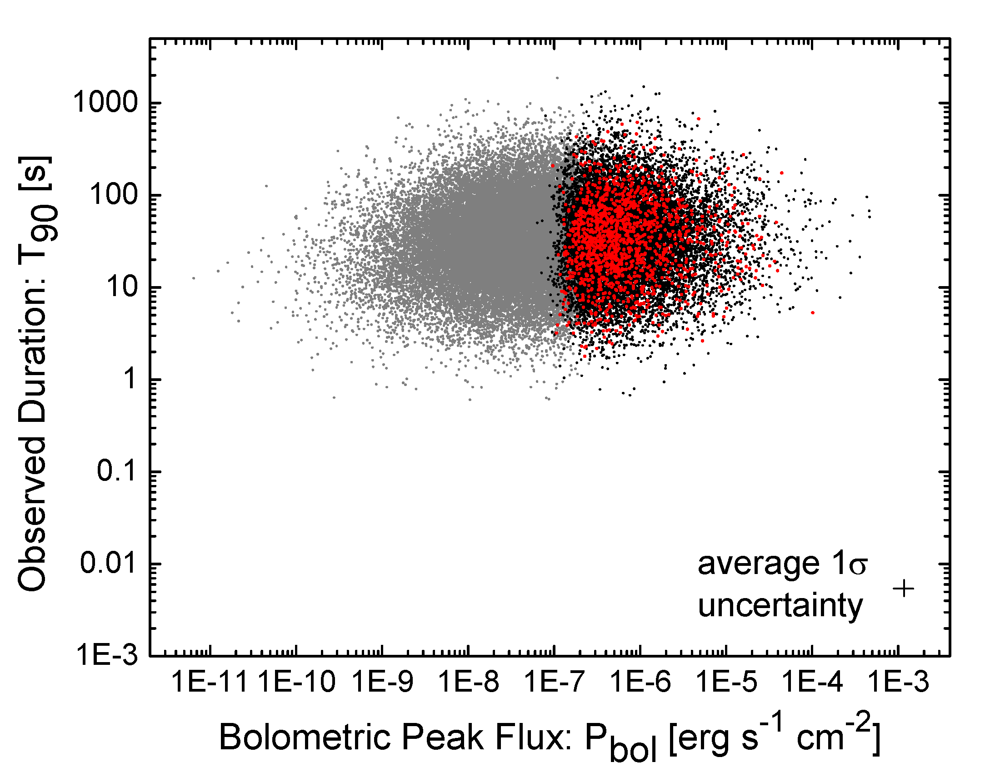 Observed Duration: T90 [s]
1000
100
10
1
0.1
0.01
1E-3
average 1σ
uncertainty
1E-11 1E-10 1E-9 1E-8 1E-7 1E-6 1E-5 1E-4 1E-3
Bolometric Peak Flux: Pbol [erg s-1 cm-2]